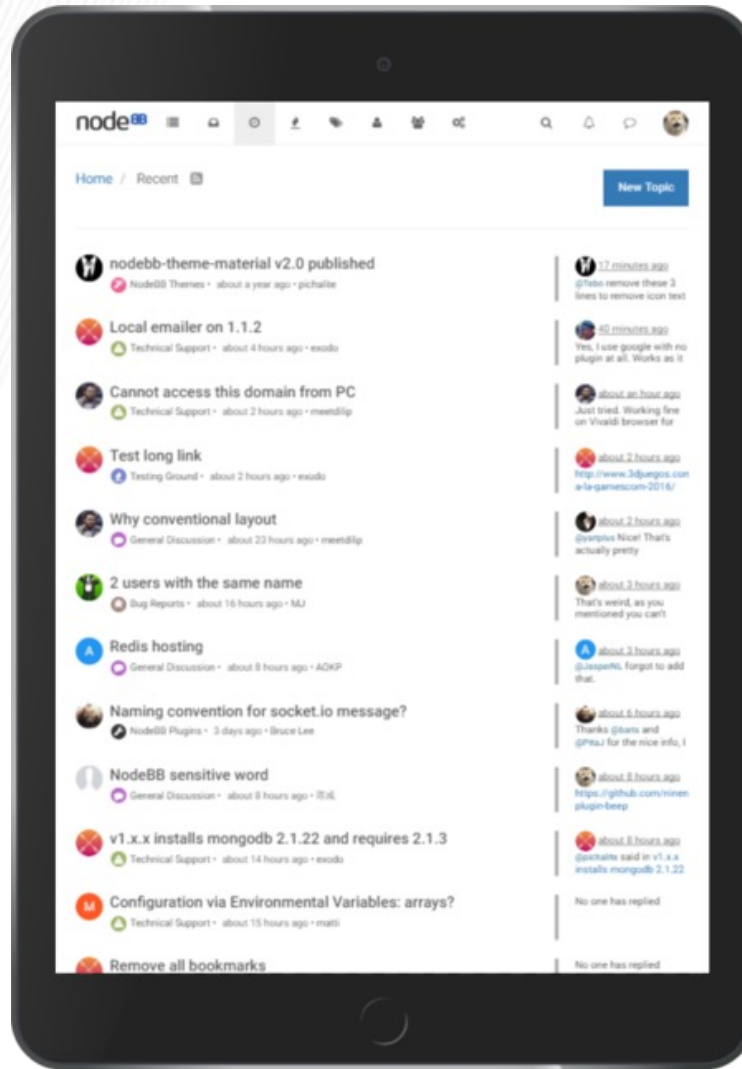 nodeBB
Home / Recent
New Topic
nodebb-theme-material v2.0 published
NodeBB Themes • about a year ago • pichalite
17 minutes ago
@Tabo remove these 3
lines to remove icon text
Local emailer on 1.1.2
Technical Support • about 4 hours ago • exodo
40 minutes ago
Yes, I use google with no
plugin at all. Works as it
Cannot access this domain from PC
Technical Support • about 2 hours ago • meetdilip
about an hour ago
Just tried. Working fine
on Vivaldi browser for
Test long link
Testing Ground • about 2 hours ago • exodo
about 2 hours ago
http://www.3djuegos.con
a-la-gamescom-2016/
Why conventional layout
General Discussion • about 23 hours ago • meetdilip
about 2 hours ago
@yariplus Nice! That's
actually pretty
2 users with the same name
Bug Reports • about 16 hours ago • MJ
about 3 hours ago
That's weird, as you
mentioned you can't
A
Redis hosting
General Discussion • about 8 hours ago • AOKP
A
about 3 hours ago
@JasperNL forgot to add
that.
Naming convention for socket.io message?
NodeBB Plugins • 3 days ago • Bruce Lee
about 6 hours ago
Thanks @baris and
@PitaJ for the nice info, I
NodeBB sensitive word
General Discussion • about 8 hours ago •
about 8 hours ago
https://github.com/ninen
plugin-beep
v1.x.x installs mongodb 2.1.22 and requires 2.1.3
Technical Support • about 14 hours ago • exodo
about 8 hours ago
@pichalite said in v1.x.x
installs mongodb 2.1.22
M
Configuration via Environmental Variables: arrays?
Technical Support • about 15 hours ago • matti
No one has replied
Remove all bookmarks
No one has replied